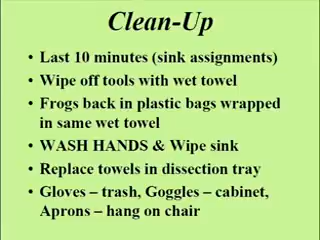 Clean-Up
• Last 10 minutes (sink assignments)
• Wipe off tools with wet towel
• Frogs back in plastic bags wrapped
in same wet towel
• WASH HANDS & Wipe sink
• Replace towels in dissection tray
• Gloves – trash, Goggles – cabinet,
Aprons – hang on chair